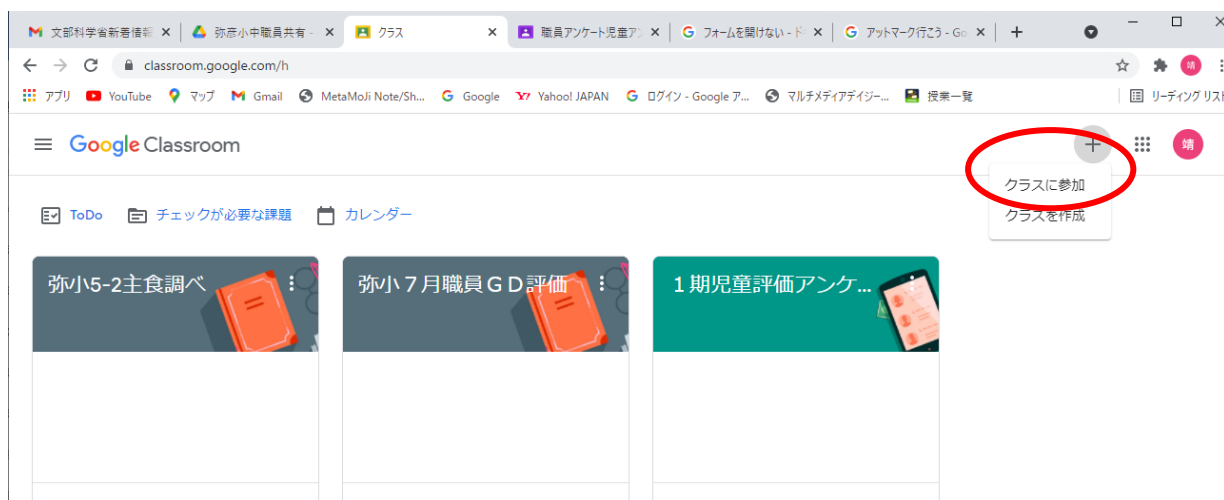 文部科学省新着情報
弥彦小中職員共有 -
クラス
職員アンケート児童ア
フォームを開けない - ド
アットマーク行こう - Go
classroom.google.com/h
靖
アプリ
YouTube
マップ
Gmail
MetaMoJi Note/Sh...
Google
Yahoo! JAPAN
ログイン - Google ア...
マルチメディアデイジー...
授業一覧
リーディング リスト
Google Classroom
靖
クラスに参加
クラスを作成
ToDo
チェックが必要な課題
カレンダー
弥小5-2主食調べ
弥小７月職員ＧＤ評価
１期児童評価アンケ...